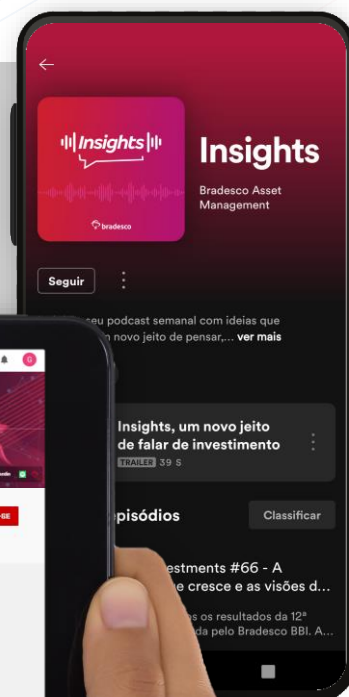 Insights
bradesco
Insights
Bradesco Asset
Management
Seguir
seu podcast semanal com ideias que
novo jeito de pensar,... ver mais
G
Insights, um novo jeito
de falar de investimento
TRAILER 39 S
episódios
Classificar
estments #66 - A
e cresce e as visões d...
os os resultados da 12ª
da pelo Bradesco BBI. A...